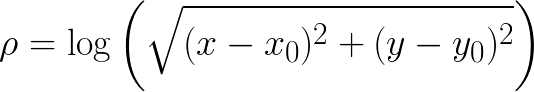 ρ = log(√((x − x₀)² + (y − y₀)²))